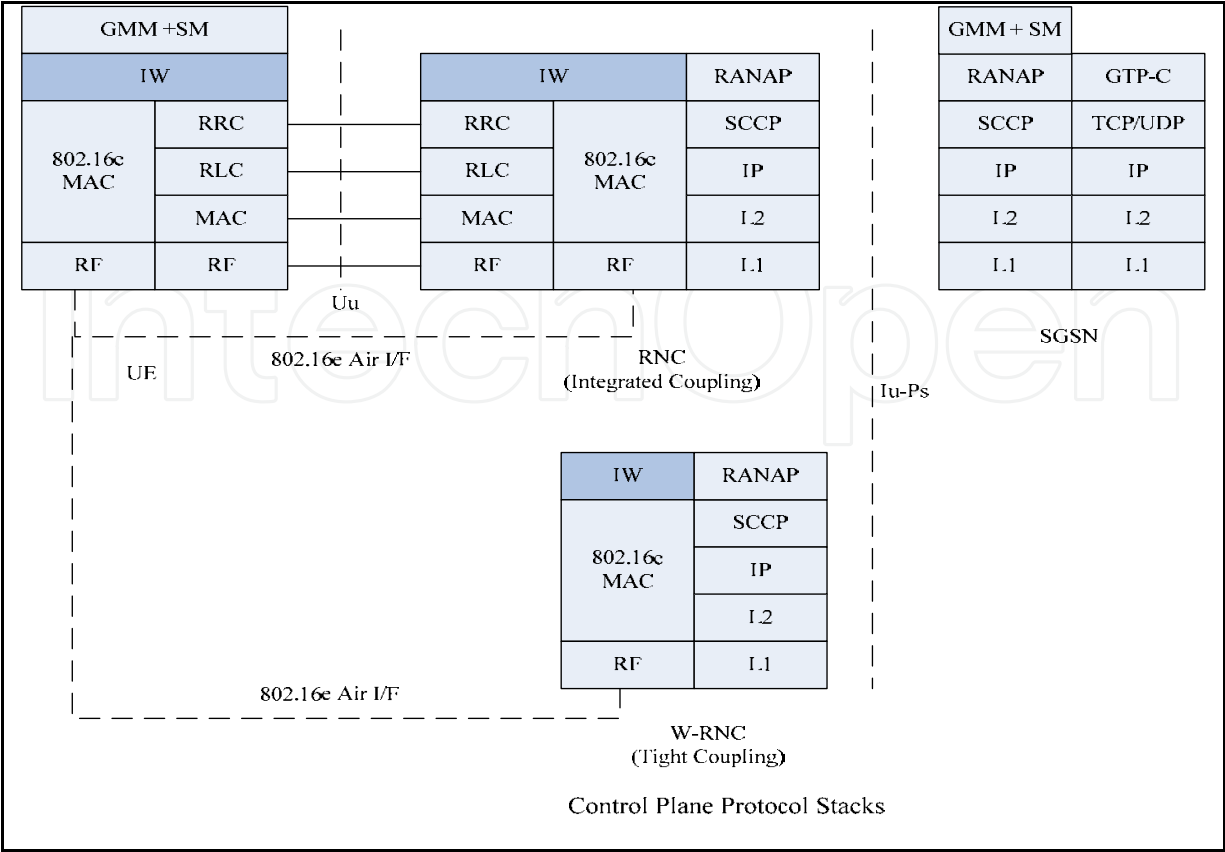 GMM +SM
IW
802.16e
MAC
RRC
RLC
MAC
RF
RF
Uu
802.16e Air I/F
UE
IW
RANAP
RRC
802.16e
MAC
SCCP
RLC
IP
MAC
L2
RF
RF
L1
RNC
(Integrated Coupling)
Iu-Ps
GMM + SM
RANAP
GTP-C
SCCP
TCP/UDP
IP
IP
L2
L2
L1
L1
SGSN
IntechOpen
IW
RANAP
802.16e
MAC
SCCP
IP
L2
RF
L1
802.16e Air I/F
W-RNC
(Tight Coupling)
Control Plane Protocol Stacks